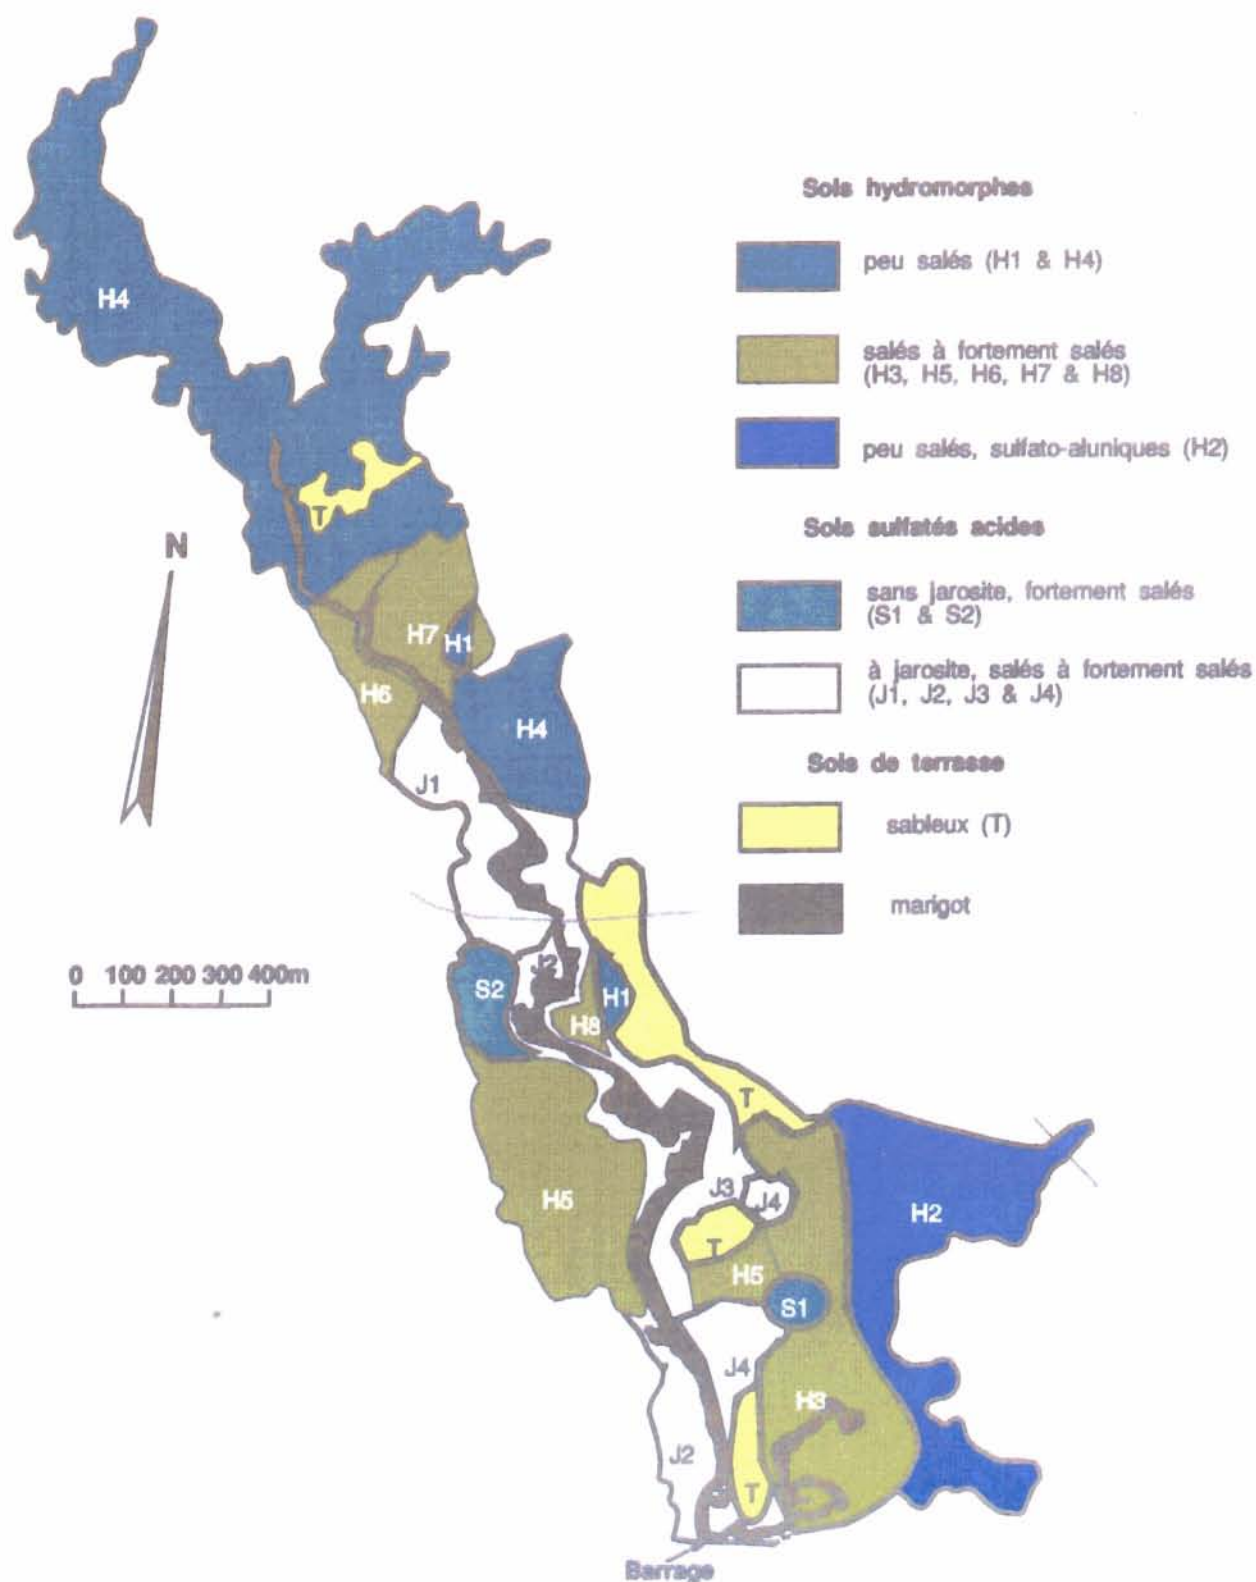 Sols hydromorphes
peu salés (H1 & H4)
salés à fortement salés
(H3, H5, H6, H7 & H8)
peu salés, sulfato-aluniques (H2)
Sols sulfatés acides
sans jarosite, fortement salés
(S1 & S2)
à jarosite, salés à fortement salés
(J1, J2, J3 & J4)
Sols de terrasse
sableux (T)
marigot
N
0 100 200 300 400m
H4
T
H7
H1
H6
H4
J1
J2
S2
H1
H8
T
H5
J3
J4
H2
T
H5
S1
J4
H3
J2
T
Barrage